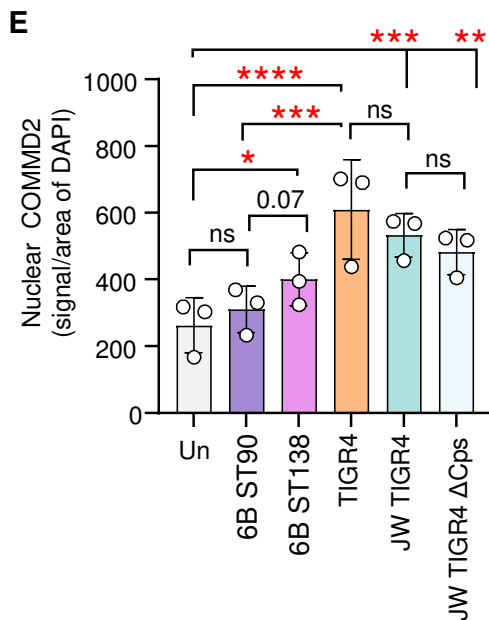 E
*** **
****
*** ns
ns
*
0.07
ns
Nuclear COMMD2
(signal/area of DAPI)
1000
800
600
400
200
0
Un
6B ST90
6B ST138
TIGR4
JW TIGR4
JW TIGR4 ΔCps